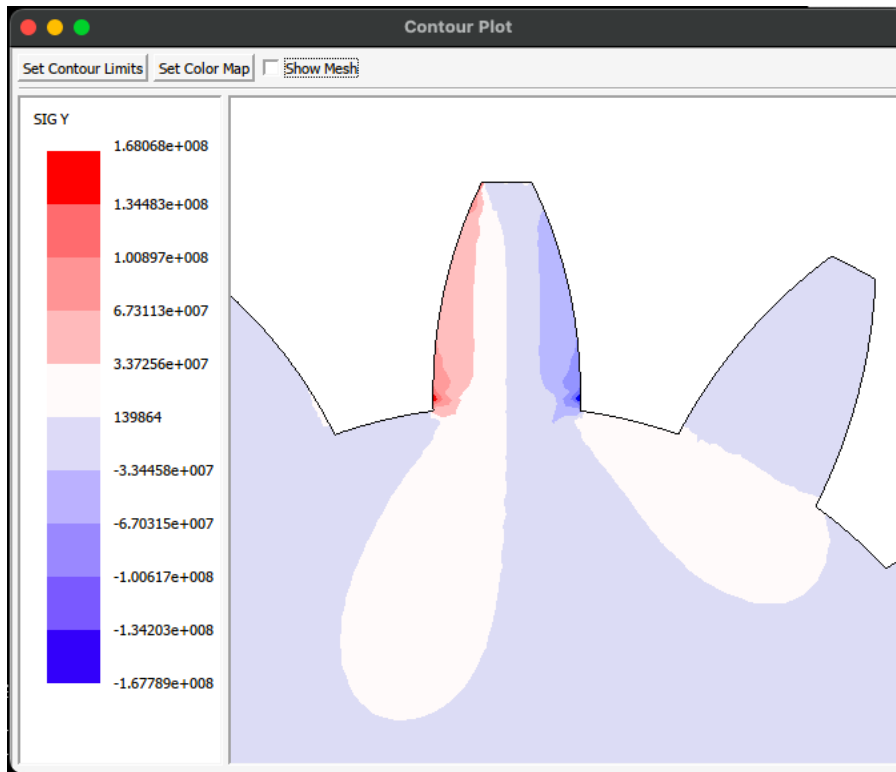 Contour Plot
Set Contour Limits Set Color Map Show Mesh
SIG Y
1.68068e+008
1.34483e+008
1.00897e+008
6.73113e+007
3.37256e+007
139864
-3.34458e+007
-6.70315e+007
-1.00617e+008
-1.34203e+008
-1.67789e+008